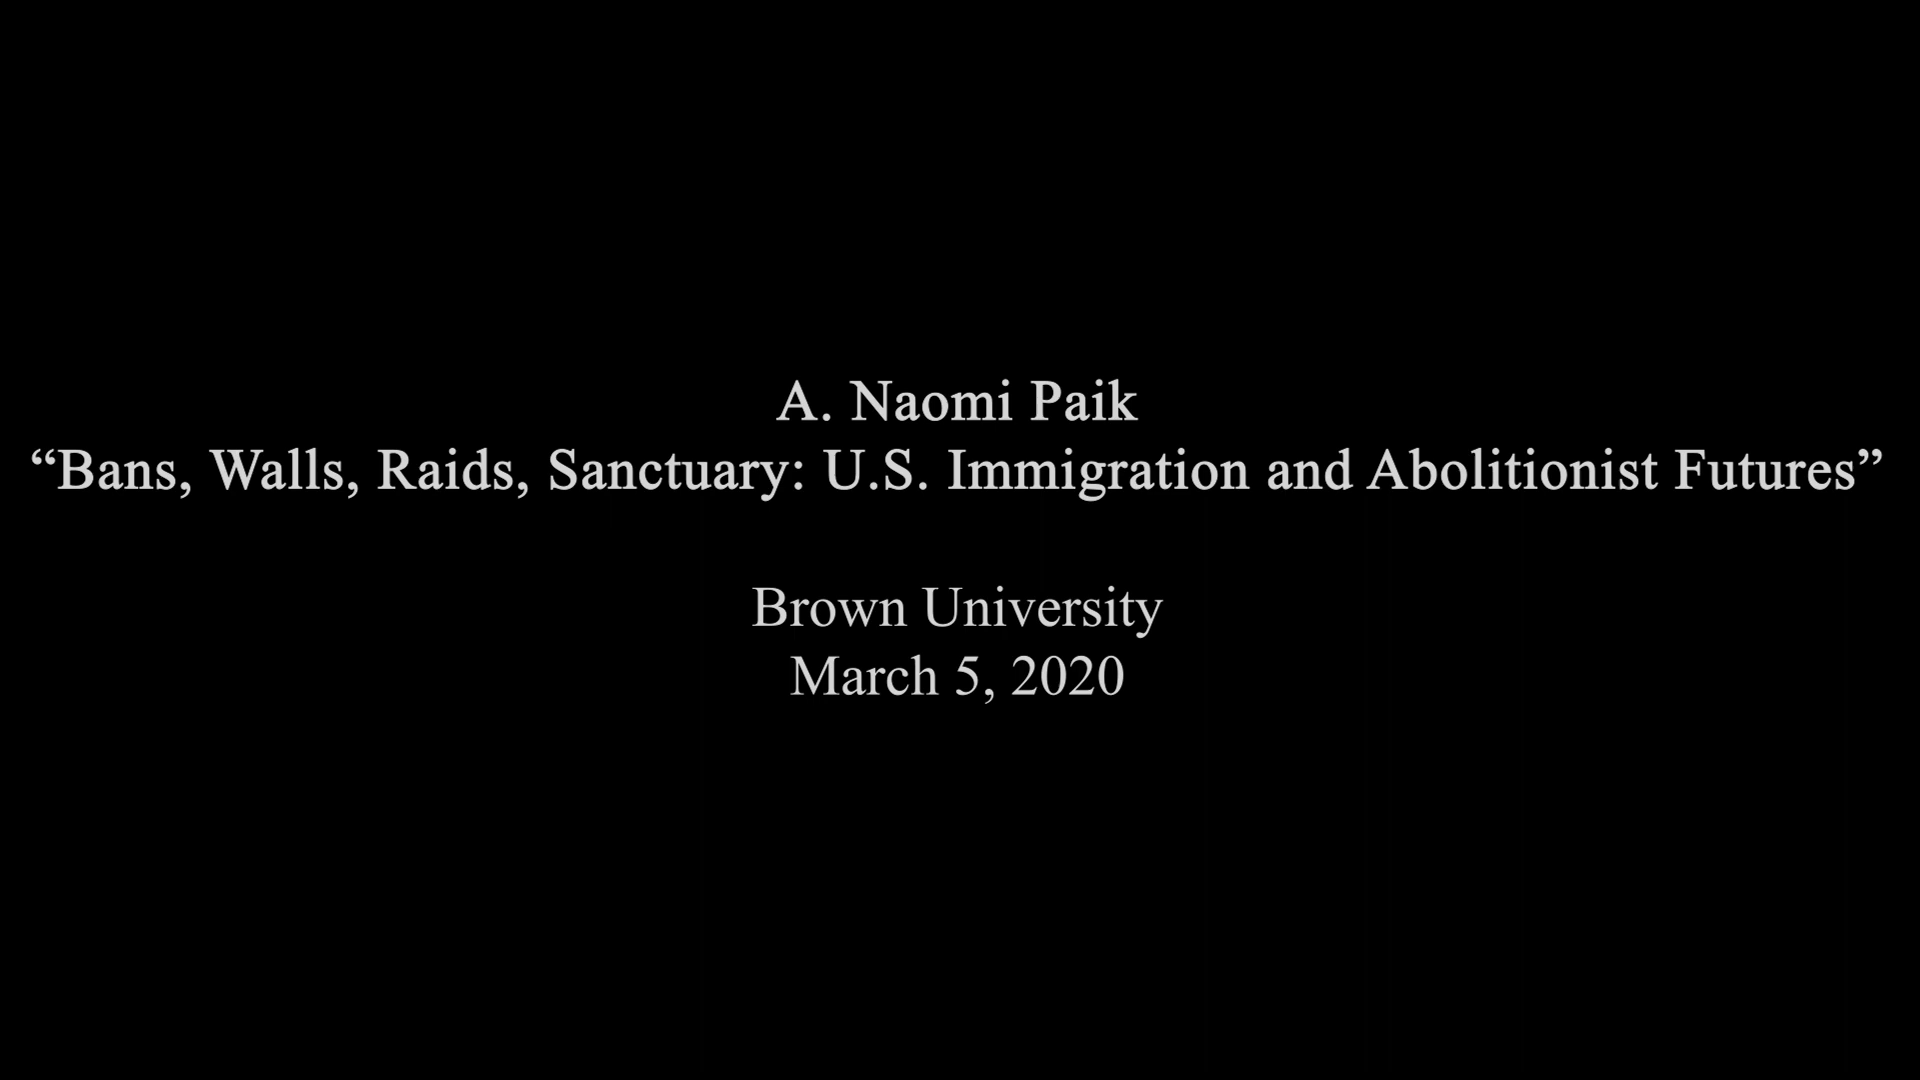 A. Naomi Paik
“Bans, Walls, Raids, Sanctuary: U.S. Immigration and Abolitionist Futures”
Brown University
March 5, 2020